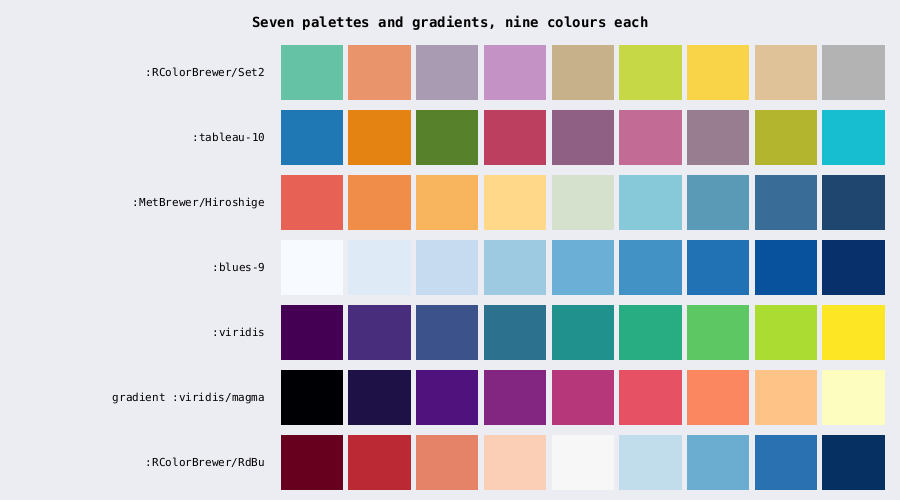 Seven palettes and gradients, nine colours each
:RColorBrewer/Set2
:tableau-10
:MetBrewer/Hiroshige
:blues-9
:viridis
gradient :viridis/magma
:RColorBrewer/RdBu